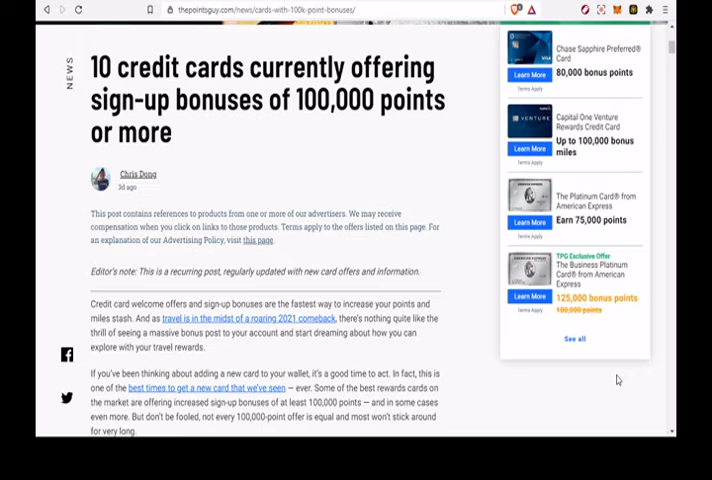 thepointsguy.com/news/cards-with-100k-point-bonuses/
NEWS
10 credit cards currently offering
sign-up bonuses of 100,000 points
or more
Chris Dong
3d ago
This post contains references to products from one or more of our advertisers. We may receive
compensation when you click on links to those products. Terms apply to the offers listed on this page. For
an explanation of our Advertising Policy, visit this page.
Editor's note: This is a recurring post, regularly updated with new card offers and information.
Credit card welcome offers and sign-up bonuses are the fastest way to increase your points and
miles stash. And as travel is in the midst of a roaring 2021 comeback, there's nothing quite like the
thrill of seeing a massive bonus post to your account and start dreaming about how you can
explore with your travel rewards.
If you've been thinking about adding a new card to your wallet, it's a good time to act. In fact, this is
one of the best times to get a new card that we've seen – ever. Some of the best rewards cards on
the market are offering increased sign-up bonuses of at least 100,000 points — and in some cases
even more. But don't be fooled, not every 100,000-point offer is equal and most won't stick around
for very long.
Chase Sapphire Preferred®
Card
80,000 bonus points
Learn More
Terms Apply
VENTURE
Capital One Venture
Rewards Credit Card
Up to 100,000 bonus
miles
Learn More
Terms Apply
The Platinum Card® from
American Express
Earn 75,000 points
Learn More
Terms Apply
TPG Exclusive Offer
The Business Platinum
Card® from American
Express
125,000 bonus points
100,000 points
Learn More
Terms Apply
See all